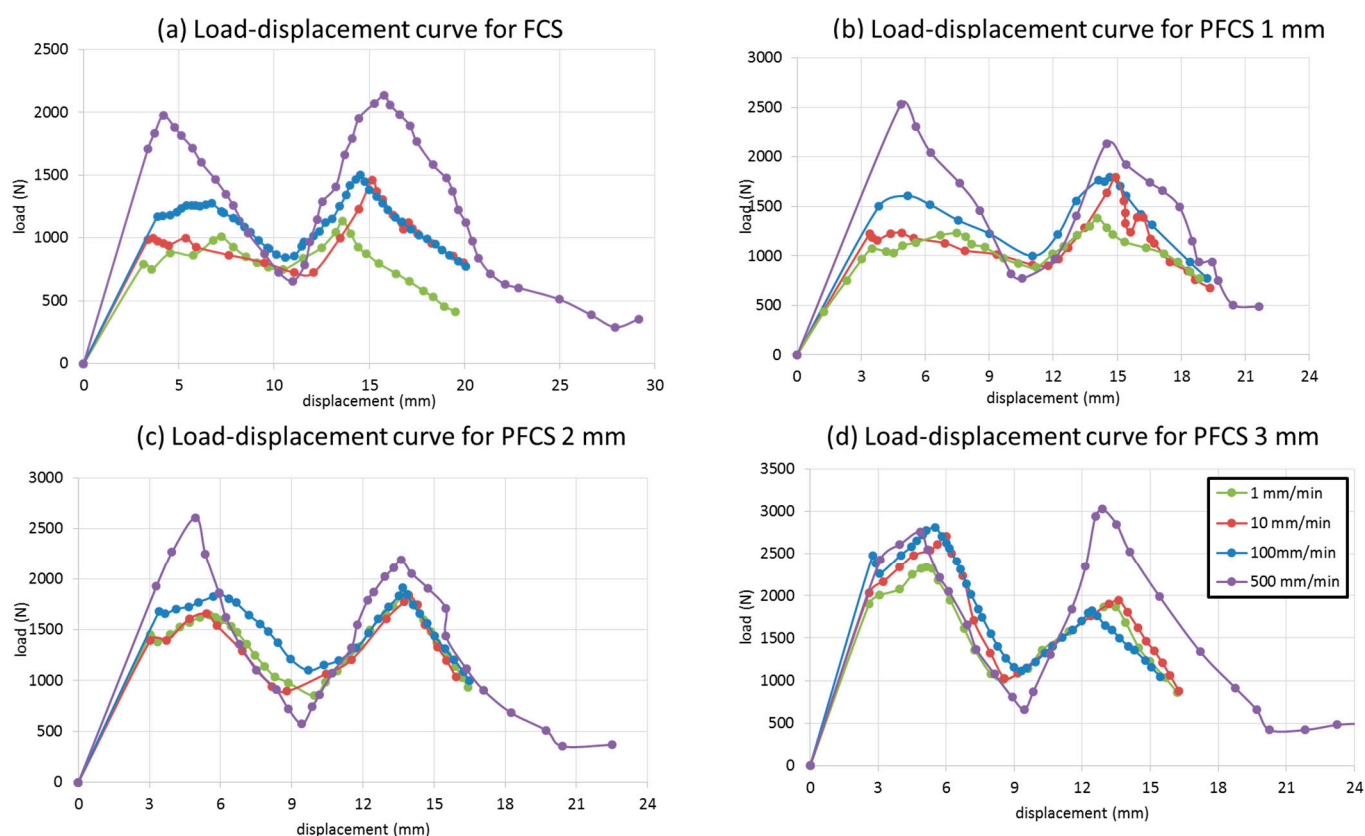 (a) Load-displacement curve for FCS
2500
2000
1500
1000
500
0
load (N)
0 5 10 15 20 25 30
displacement (mm)
(b) Load-displacement curve for PFCS 1 mm
3000
2500
2000
1500
1000
500
0
load (N)
0 3 6 9 12 15 18 21 24
displacement (mm)
(c) Load-displacement curve for PFCS 2 mm
3000
2500
2000
1500
1000
500
0
load (N)
0 3 6 9 12 15 18 21 24
displacement (mm)
(d) Load-displacement curve for PFCS 3 mm
3500
3000
2500
2000
1500
1000
500
0
load (N)
1 mm/min
10 mm/min
100mm/min
500 mm/min
0 3 6 9 12 15 18 21 24
displacement (mm)